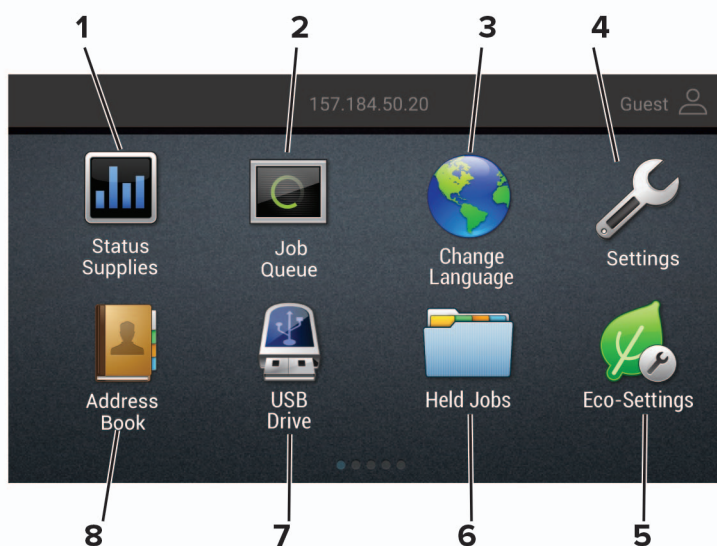 1 2 3 4
157.184.50.20 Guest
Status
Supplies
Job
Queue
Change
Language
Settings
Address
Book
USB
Drive
Held Jobs
Eco-Settings
8 7 6 5